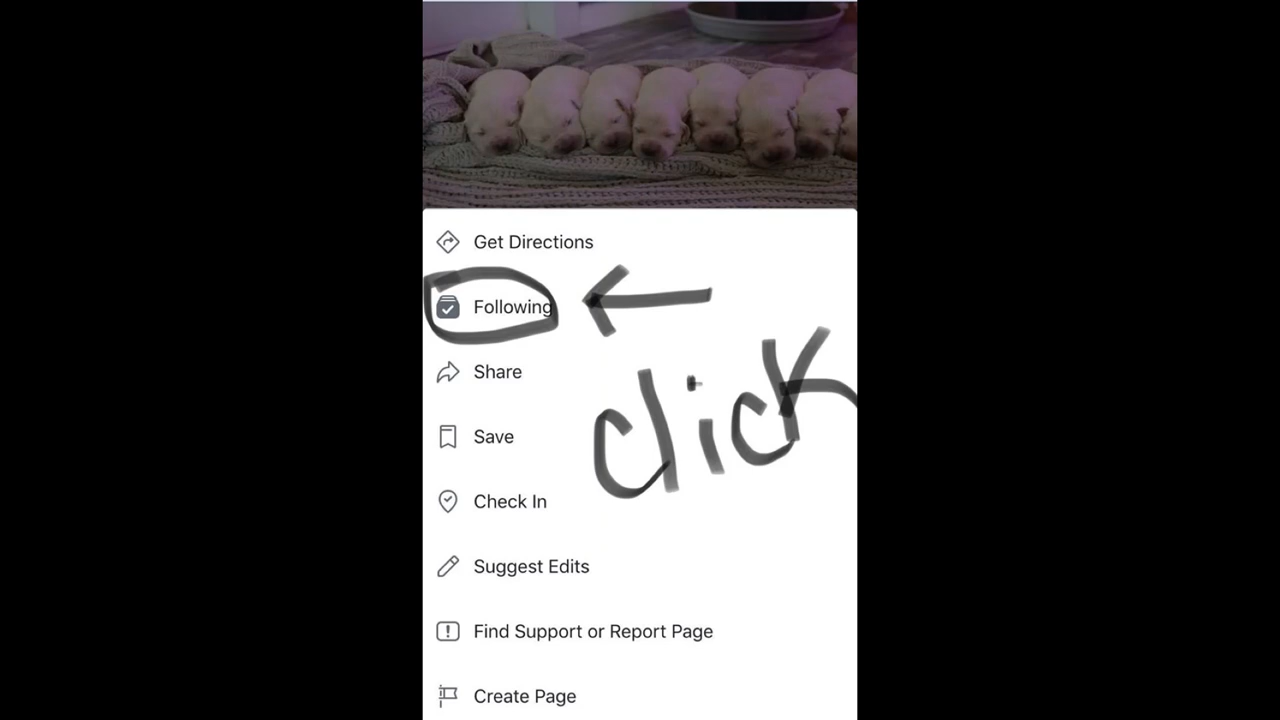 Get Directions
Following
Share
click
Save
Check In
Suggest Edits
Find Support or Report Page
Create Page